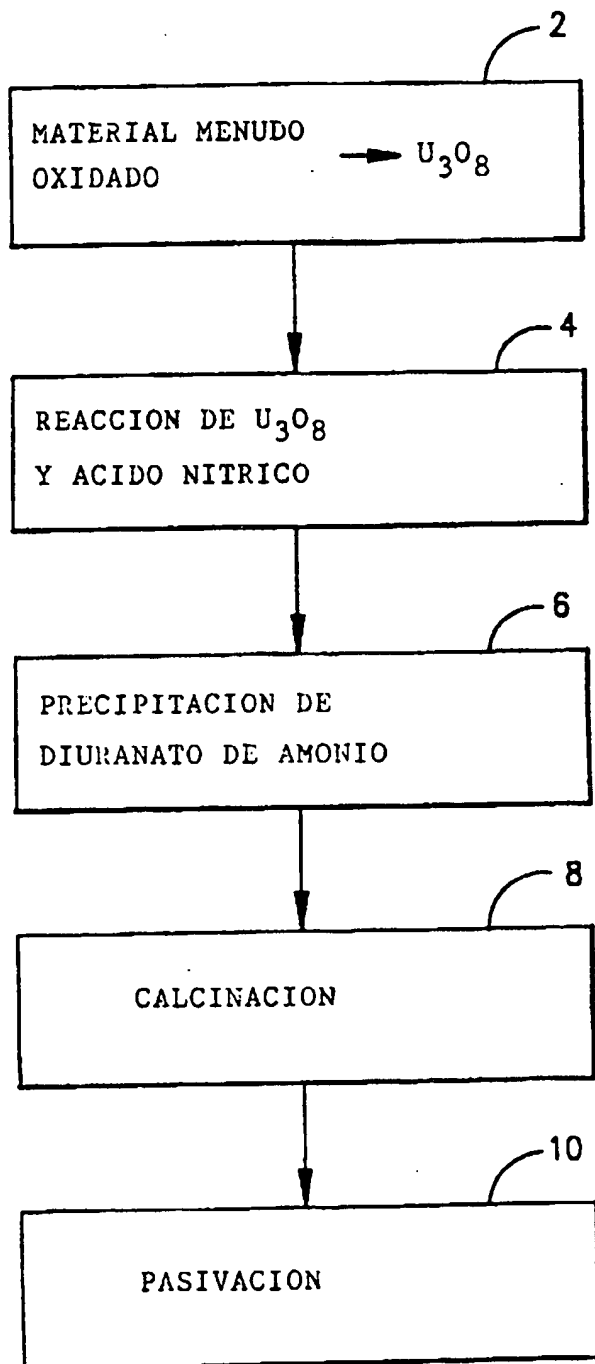 2
MATERIAL MENUDO
OXIDADO → U₃O₈
4
REACCION DE U₃O₈
Y ACIDO NITRICO
6
PRECIPITACION DE
DIURANATO DE AMONIO
8
CALCINACION
10
PASIVACION